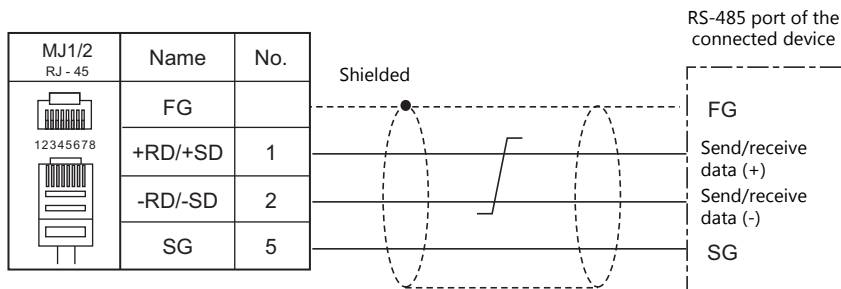 RS-485 port of the
connected device
MJ1/2
RJ - 45
Name
No.
Shielded
FG
FG
12345678
+RD/+SD
1
Send/receive
data (+)
-RD/-SD
2
Send/receive
data (-)
SG
5
SG